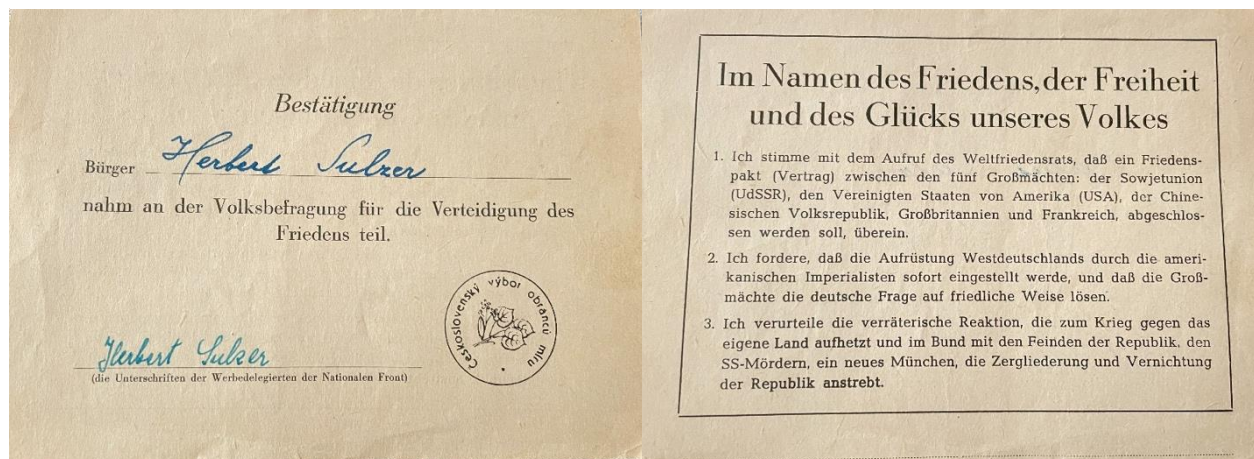 Bestätigung
Bürger Herbert Sulzer
nahm an der Volksbefragung für die Verteidigung des
Friedens teil.
Československý výbor obránců míru
Herbert Sulzer
(die Unterschriften der Werbedelegierten der Nationalen Front)
Im Namen des Friedens, der Freiheit
und des Glücks unseres Volkes
1. Ich stimme mit dem Aufruf des Weltfriedensrats, daß ein Friedens-
pakt (Vertrag) zwischen den fünf Großmächten: der Sowjetunion
(UdSSR), den Vereinigten Staaten von Amerika (USA), der Chine-
sischen Volksrepublik, Großbritannien und Frankreich, abgeschlos-
sen werden soll, überein.
2. Ich fordere, daß die Aufrüstung Westdeutschlands durch die ameri-
kanischen Imperialisten sofort eingestellt werde, und daß die Groß-
mächte die deutsche Frage auf friedliche Weise lösen.
3. Ich verurteile die verräterische Reaktion, die zum Krieg gegen das
eigene Land aufhetzt und im Bund mit den Feinden der Republik, den
SS-Mördern, ein neues München, die Zergliederung und Vernichtung
der Republik anstrebt.